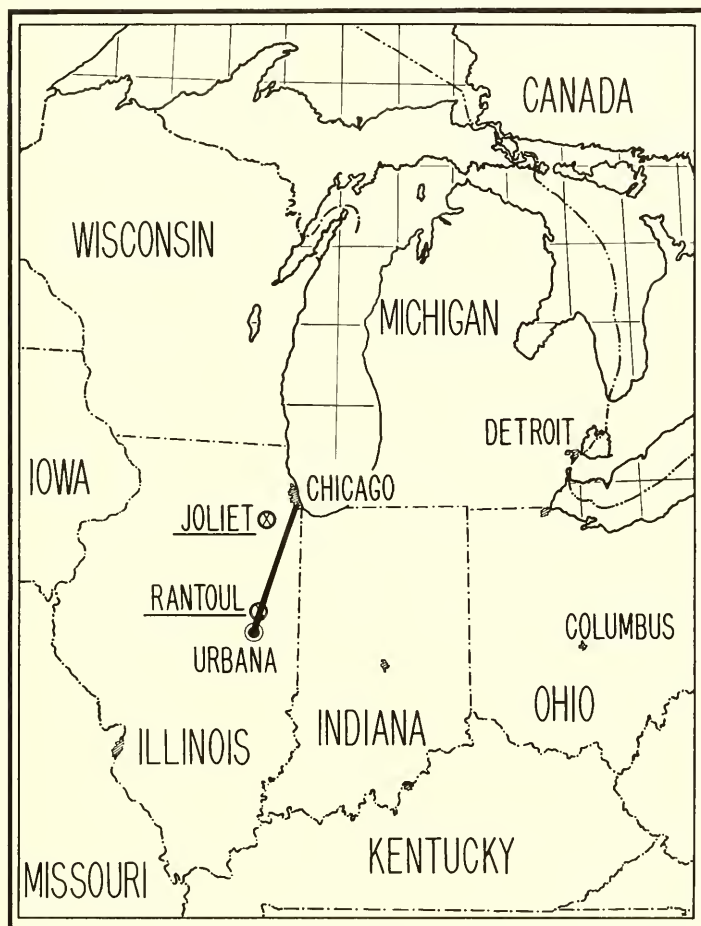 CANADA
WISCONSIN
MICHIGAN
DETROIT
IOWA
CHICAGO
JOLIET
RANTOUL
COLUMBUS
URBANA
OHIO
INDIANA
ILLINOIS
KENTUCKY
MISSOURI